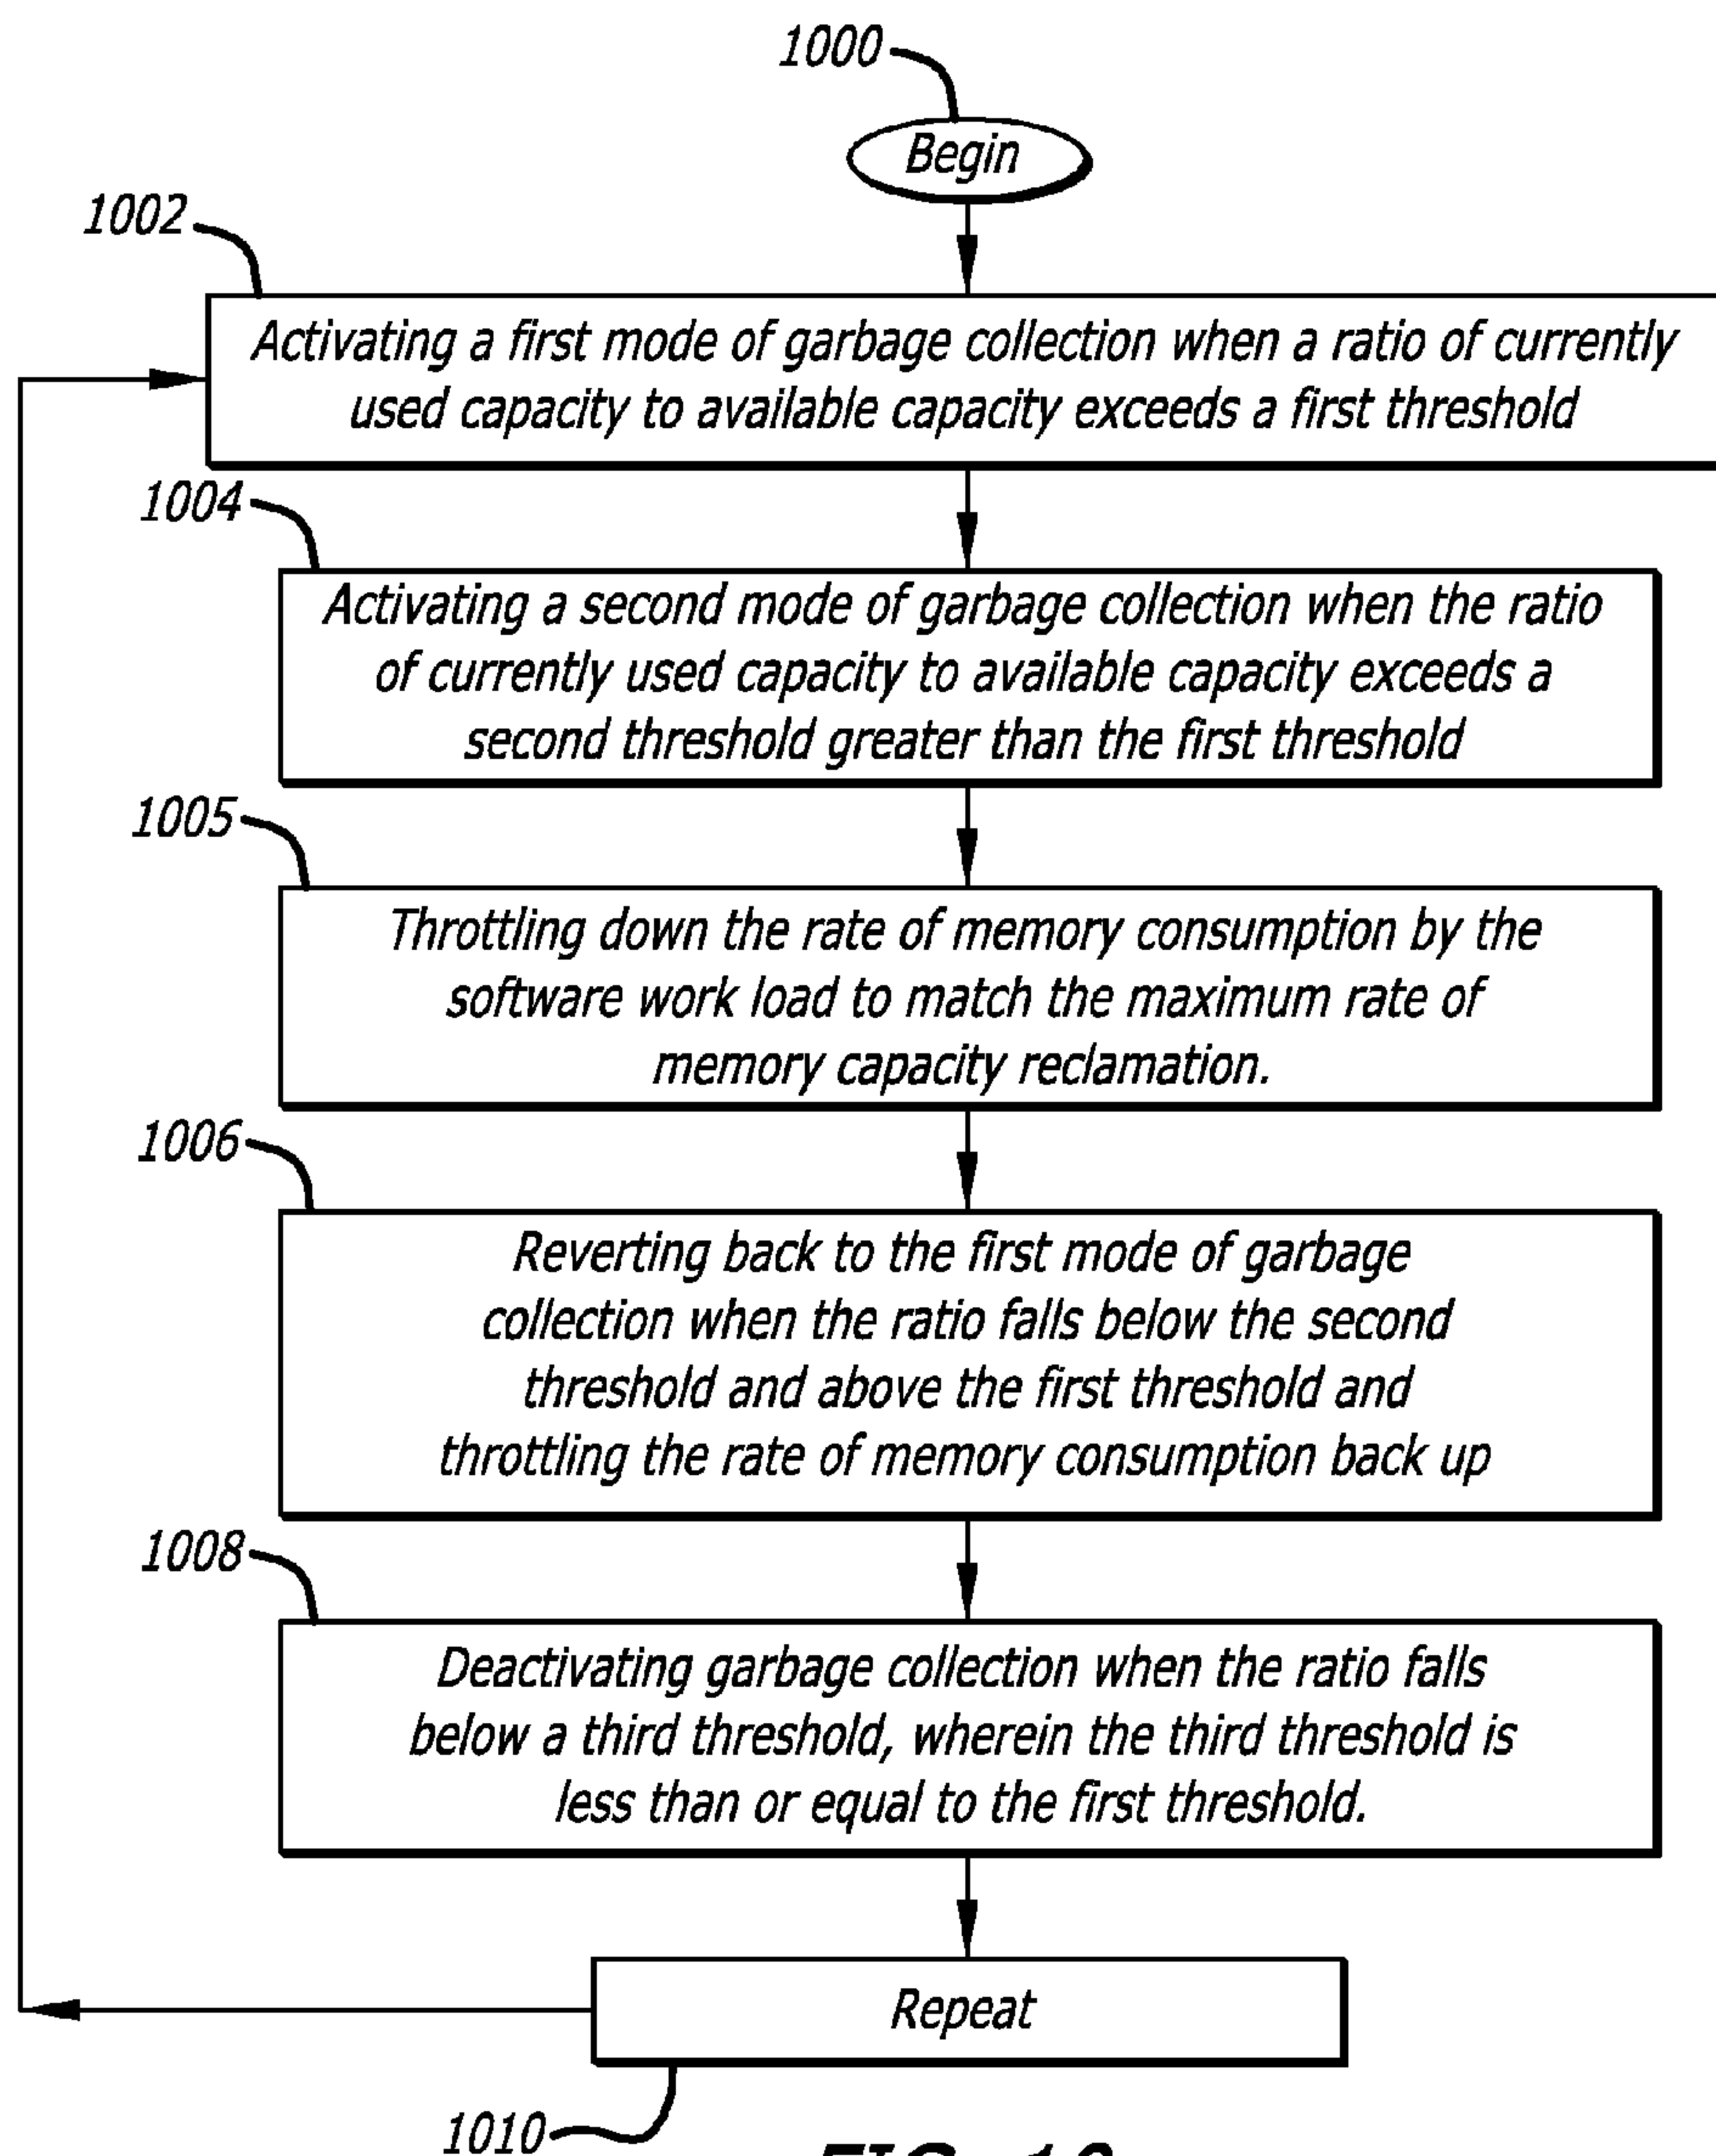 1000
Begin
1002
Activating a first mode of garbage collection when a ratio of currently
used capacity to available capacity exceeds a first threshold
1004
Activating a second mode of garbage collection when the ratio
of currently used capacity to available capacity exceeds a
second threshold greater than the first threshold
1005
Throttling down the rate of memory consumption by the
software work load to match the maximum rate of
memory capacity reclamation.
1006
Reverting back to the first mode of garbage
collection when the ratio falls below the second
threshold and above the first threshold and
throttling the rate of memory consumption back up
1008
Deactivating garbage collection when the ratio falls
below a third threshold, wherein the third threshold is
less than or equal to the first threshold.
Repeat
1010